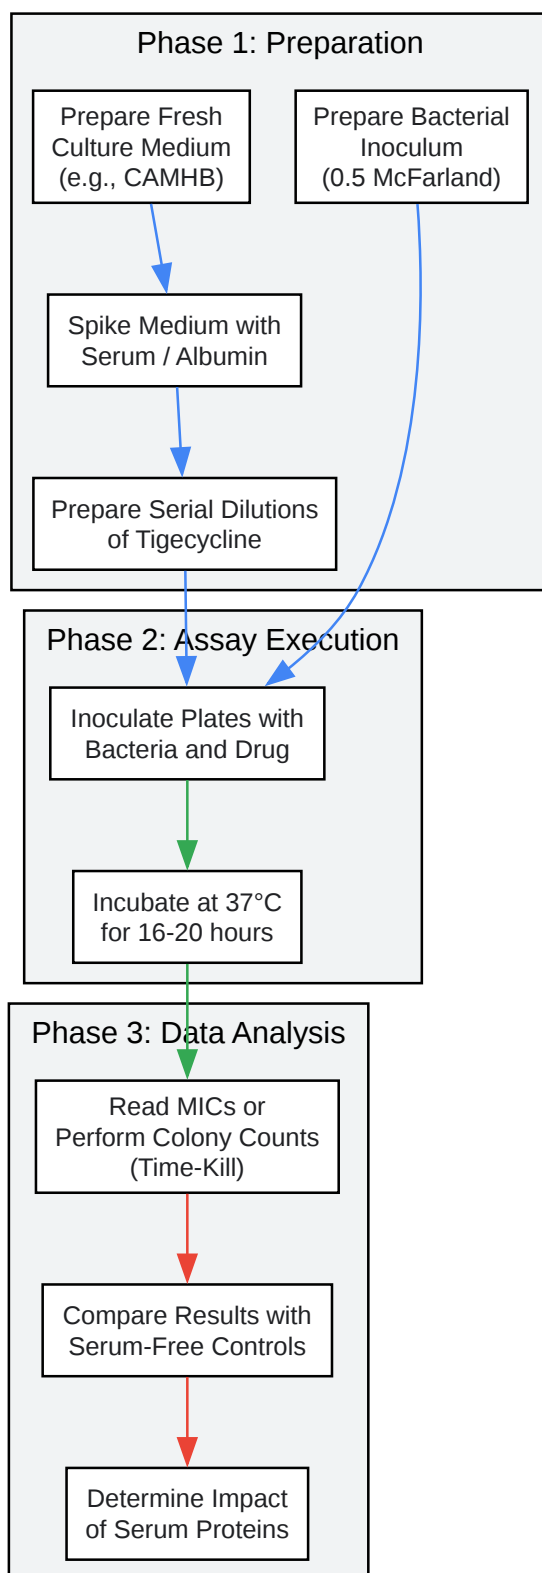 Phase 1: Preparation
Prepare Fresh
Culture Medium
(e.g., CAMHB)
Prepare Bacterial
Inoculum
(0.5 McFarland)
Spike Medium with
Serum / Albumin
Prepare Serial Dilutions
of Tigecycline
Phase 2: Assay Execution
Inoculate Plates with
Bacteria and Drug
Incubate at 37°C
for 16-20 hours
Phase 3: Data Analysis
Read MICs or
Perform Colony Counts
(Time-Kill)
Compare Results with
Serum-Free Controls
Determine Impact
of Serum Proteins